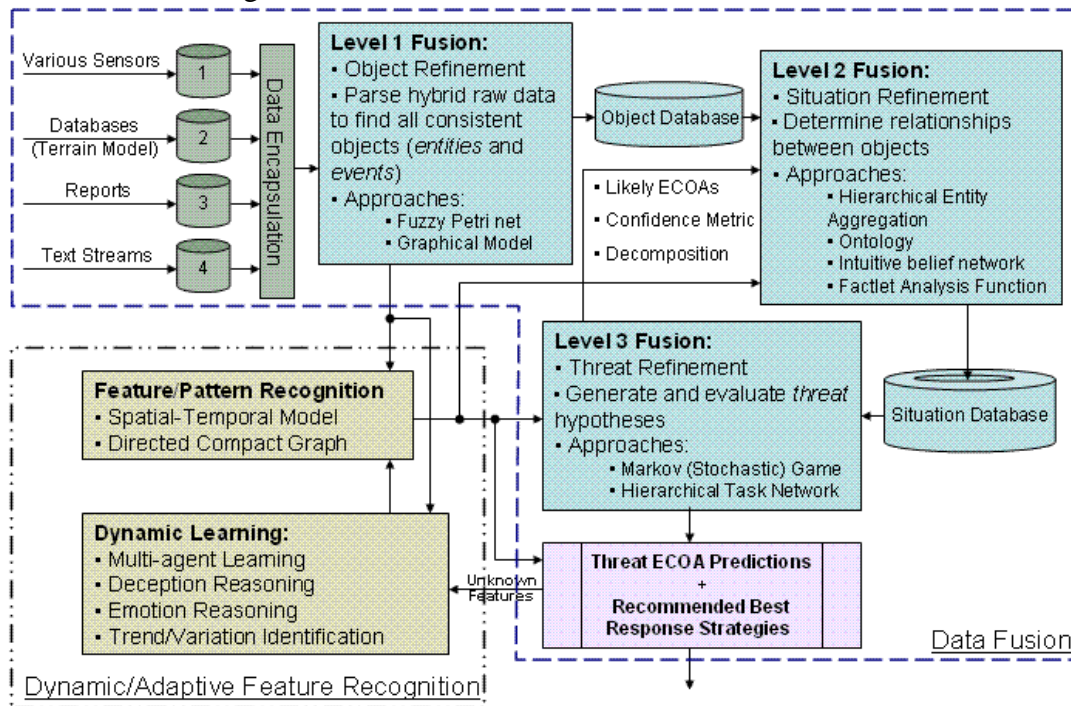 Various Sensors
1
Databases
(Terrain Model)
2
Reports
3
Text Streams
4
Data Encapsulation
Level 1 Fusion:
▪ Object Refinement
▪ Parse hybrid raw data
to find all consistent
objects (entities and
events)
▪ Approaches:
▪ Fuzzy Petri net
▪ Graphical Model
Object Database
Level 2 Fusion:
▪ Situation Refinement
▪ Determine relationships
between objects
▪ Approaches:
▪ Hierarchical Entity
Aggregation
▪ Ontology
▪ Intuitive belief network
▪ Factlet Analysis Function
▪ Likely ECOAs
▪ Confidence Metric
▪ Decomposition
Level 3 Fusion:
▪ Threat Refinement
▪ Generate and evaluate threat
hypotheses
▪ Approaches:
▪ Markov (Stochastic) Game
▪ Hierarchical Task Network
Situation Database
Feature/Pattern Recognition
▪ Spatial-Temporal Model
▪ Directed Compact Graph
Dynamic Learning:
▪ Multi-agent Learning
▪ Deception Reasoning
▪ Emotion Reasoning
▪ Trend/Variation Identification
Unknown
Features
Threat ECOA Predictions
+
Recommended Best
Response Strategies
Data Fusion
Dynamic/Adaptive Feature Recognition